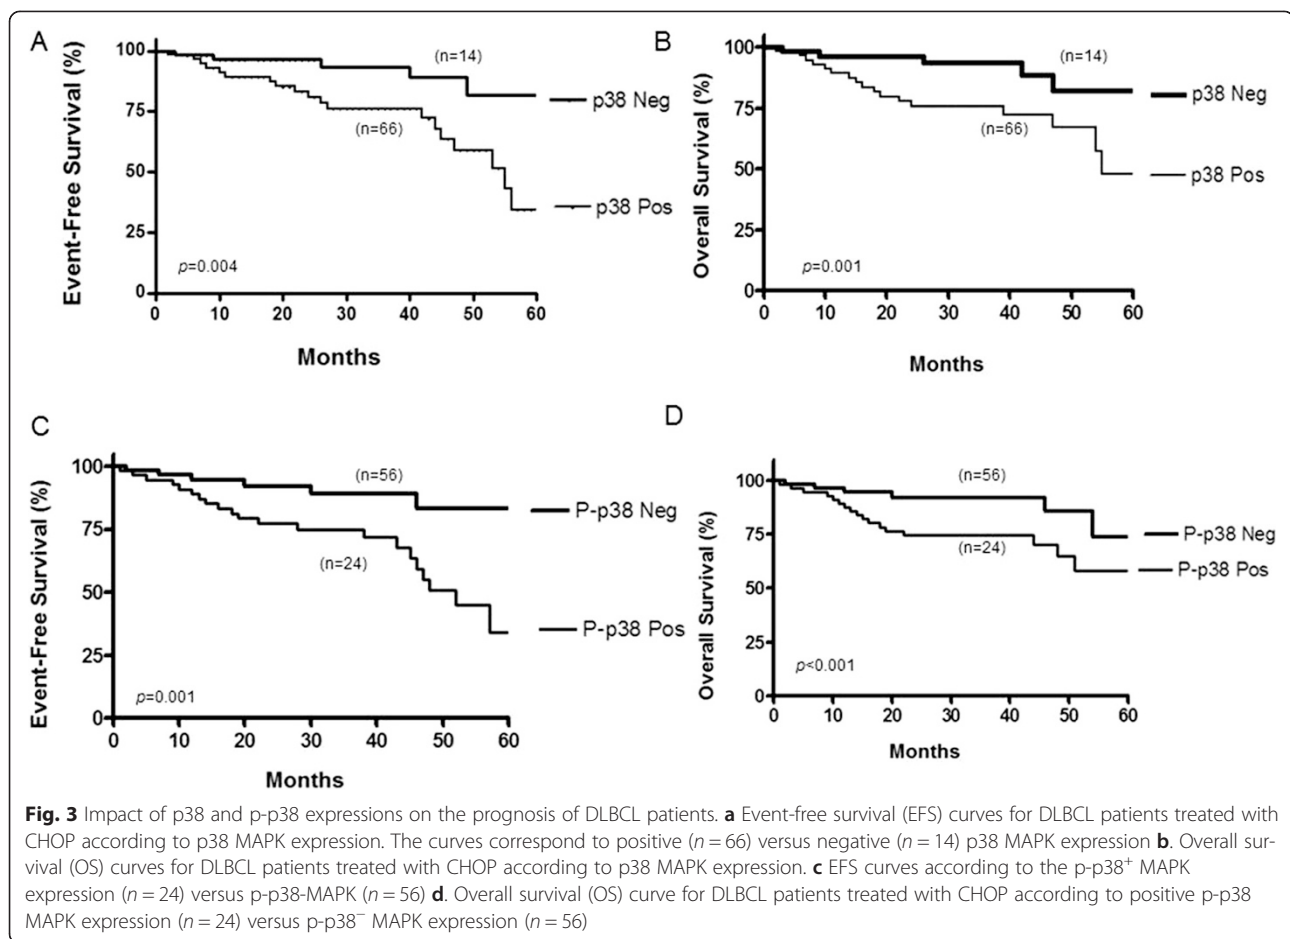 A
Event-Free Survival (%)
100
75
50
25
0
(n=14)
p38 Neg
(n=66)
p38 Pos
p=0.004
0 10 20 30 40 50 60
Months
B
Overall Survival (%)
100
75
50
25
0
(n=14)
p38 Neg
(n=66)
p38 Pos
p=0.001
0 10 20 30 40 50 60
Months
C
Event-Free Survival (%)
100
75
50
25
0
(n=56)
P-p38 Neg
(n=24)
P-p38 Pos
p=0.001
0 10 20 30 40 50 60
Months
D
Overall Survival (%)
100
75
50
25
0
(n=56)
P-p38 Neg
(n=24)
P-p38 Pos
p<0.001
0 10 20 30 40 50 60
Months
Fig. 3 Impact of p38 and p-p38 expressions on the prognosis of DLBCL patients. a Event-free survival (EFS) curves for DLBCL patients treated with
CHOP according to p38 MAPK expression. The curves correspond to positive (n = 66) versus negative (n = 14) p38 MAPK expression b. Overall sur-
vival (OS) curves for DLBCL patients treated with CHOP according to p38 MAPK expression. c EFS curves according to the p-p38⁺ MAPK
expression (n = 24) versus p-p38-MAPK (n = 56) d. Overall survival (OS) curve for DLBCL patients treated with CHOP according to positive p-p38
MAPK expression (n = 24) versus p-p38⁻ MAPK expression (n = 56)